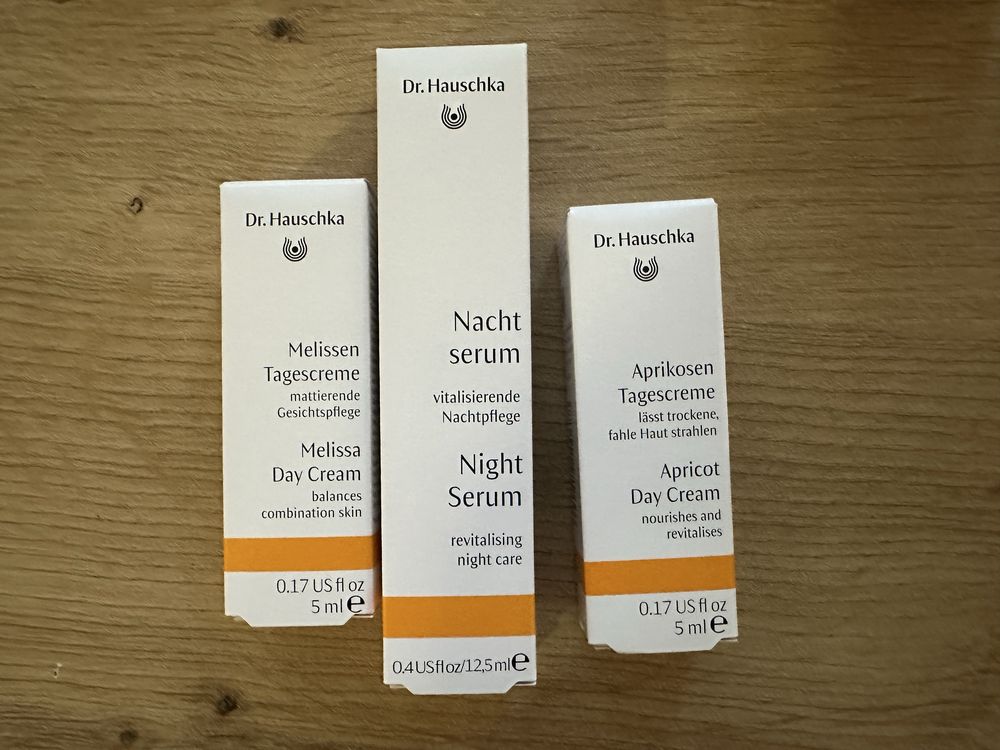 Dr. Hauschka
Melissen
Tagescreme
mattierende
Gesichtspflege
Melissa
Day Cream
balances
combination skin
0.17 US fl oz
5 ml ℮
Dr. Hauschka
Nacht
serum
vitalisierende
Nachtpflege
Night
Serum
revitalising
night care
0.4 US fl oz/12,5 ml ℮
Dr. Hauschka
Aprikosen
Tagescreme
lässt trockene,
fahle Haut strahlen
Apricot
Day Cream
nourishes and
revitalises
0.17 US fl oz
5 ml ℮